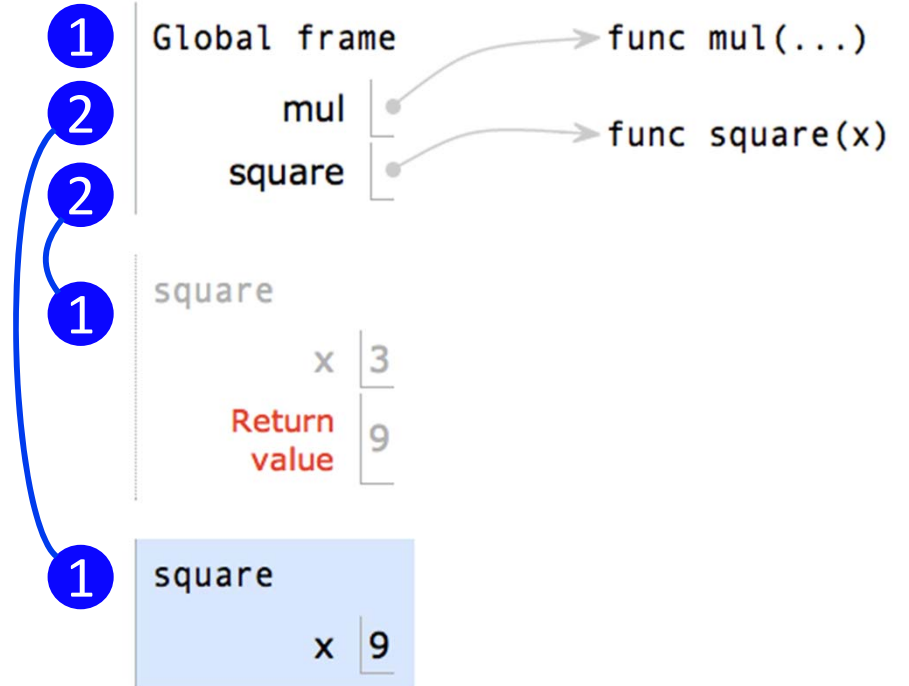 1 Global frame func mul(...)
2 mul
func square(x)
square
2
1 square
x 3
Return
value 9
1 square
x 9